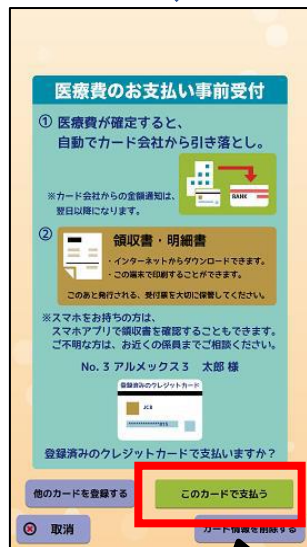 医療費のお支払い事前受付
① 医療費が確定すると、
自動でカード会社から引き落とし。
BANK
※カード会社からの金額通知は、
翌日以降になります。
②
領収書・明細書
・インターネットからダウンロードできます。
・この端末で印刷することができます。
このあと発行される、受付票を大切に保管してください。
※スマホをお持ちの方は、
スマホアプリで領収書を確認することもできます。
ご不明な方は、お近くの係員までご相談ください。
No. 3 アルメックス3 太郎 様
登録済みのクレジットカード
JCB
登録済みのクレジットカードで支払いますか?
他のカードを登録する
このカードで支払う
取消
カード情報を削除する